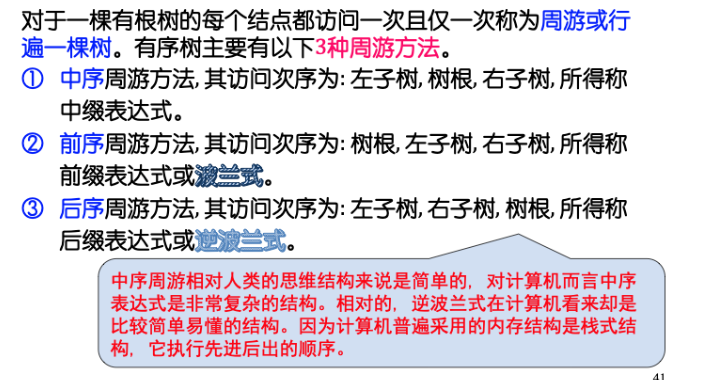 对于一棵有根树的每个结点都访问一次且仅一次称为周游或行
遍一棵树。有序树主要有以下3种周游方法。
① 中序周游方法, 其访问次序为: 左子树, 树根, 右子树, 所得称
中缀表达式。
② 前序周游方法, 其访问次序为: 树根, 左子树, 右子树, 所得称
前缀表达式或波兰式。
③ 后序周游方法, 其访问次序为: 左子树, 右子树, 树根, 所得称
后缀表达式或逆波兰式。
中序周游相对人类的思维结构来说是简单的, 对计算机而言中序
表达式是非常复杂的结构。相对的, 逆波兰式在计算机看来却是
比较简单易懂的结构。因为计算机普遍采用的内存结构是栈式结
构, 它执行先进后出的顺序。
41